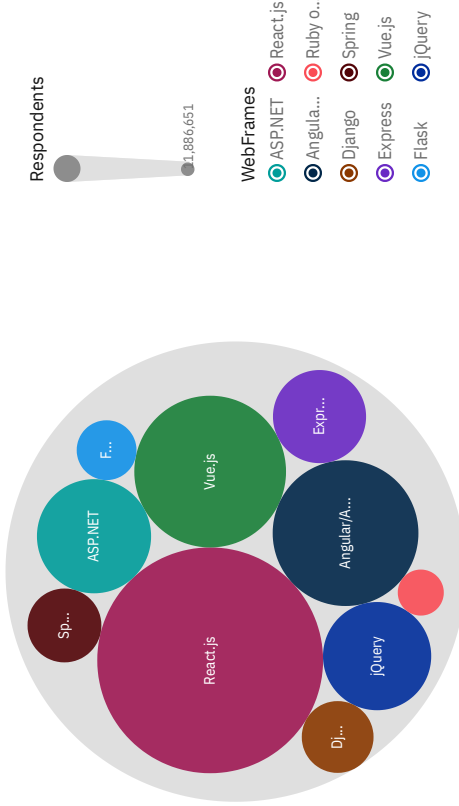 Sp...
ASP.NET
F...
React.js
Vue.js
Expr...
Dj...
Angular/A...
jQuery
Respondents
21,886,651
WebFrames
ASP.NET React.js
Angula... Ruby o...
Django Spring
Express Vue.js
Flask jQuery